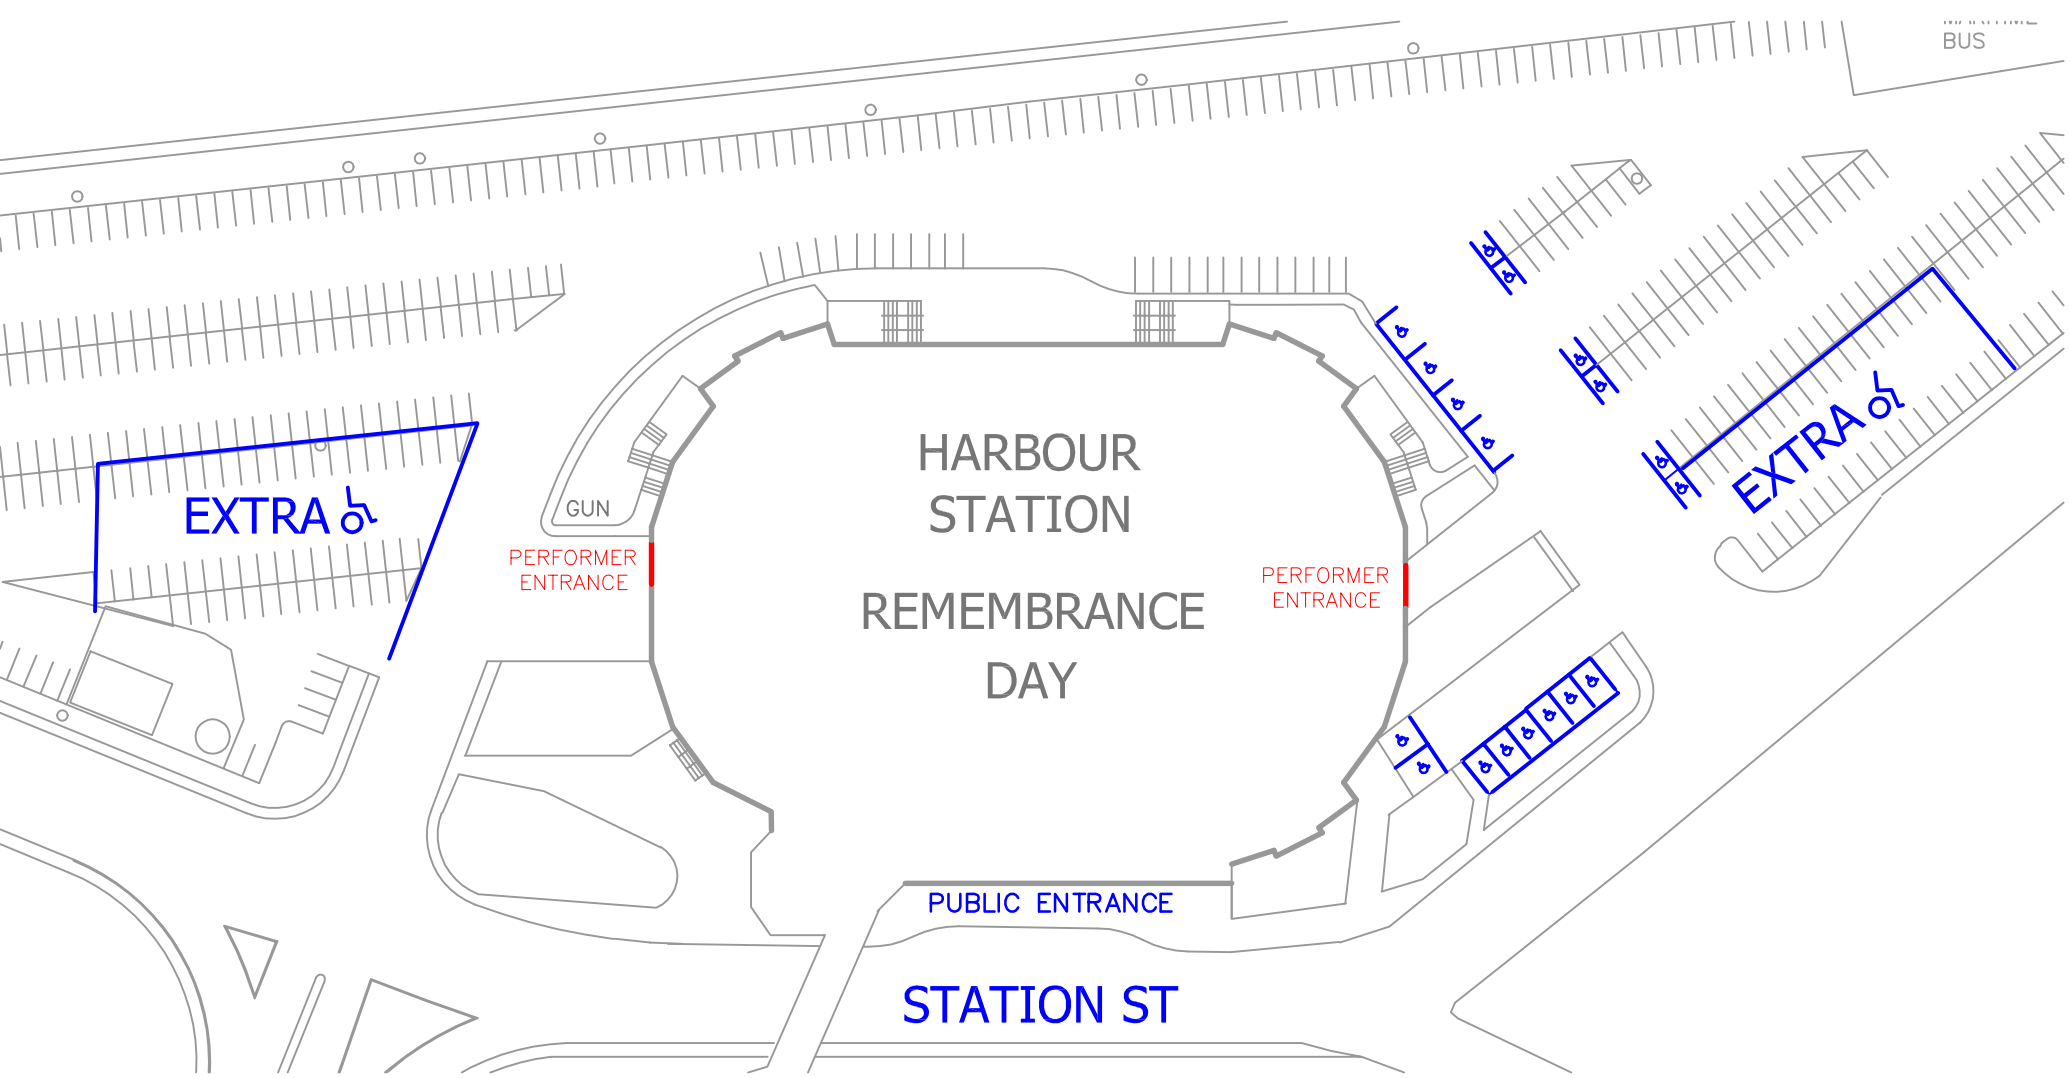 BUS
HARBOUR
STATION
EXTRA
EXTRA
GUN
PERFORMER
ENTRANCE
PERFORMER
ENTRANCE
REMEMBRANCE
DAY
PUBLIC ENTRANCE
STATION ST